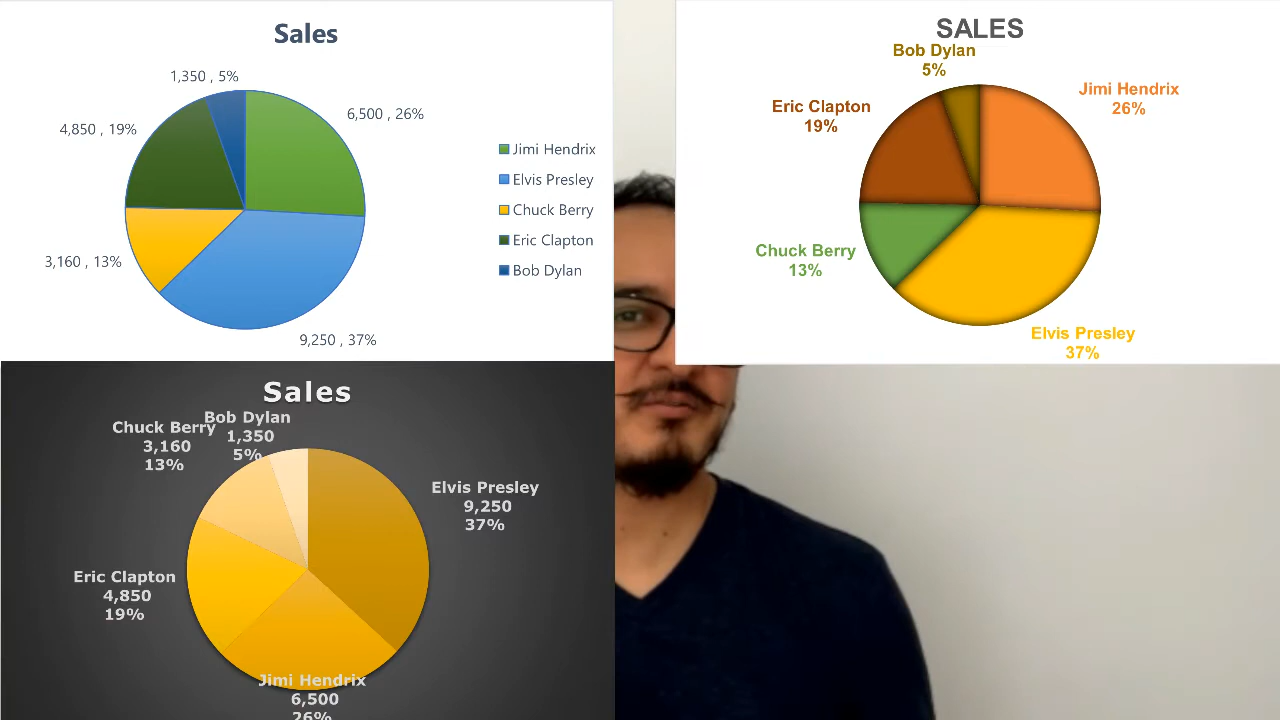 Sales
1,350 , 5%
6,500 , 26%
4,850 , 19%
3,160 , 13%
9,250 , 37%
Jimi Hendrix
Elvis Presley
Chuck Berry
Eric Clapton
Bob Dylan
SALES
Bob Dylan
5%
Jimi Hendrix
26%
Eric Clapton
19%
Chuck Berry
13%
Elvis Presley
37%
Sales
Bob Dylan
1,350
5%
Chuck Berry
3,160
13%
Elvis Presley
9,250
37%
Eric Clapton
4,850
19%
Jimi Hendrix
6,500
26%